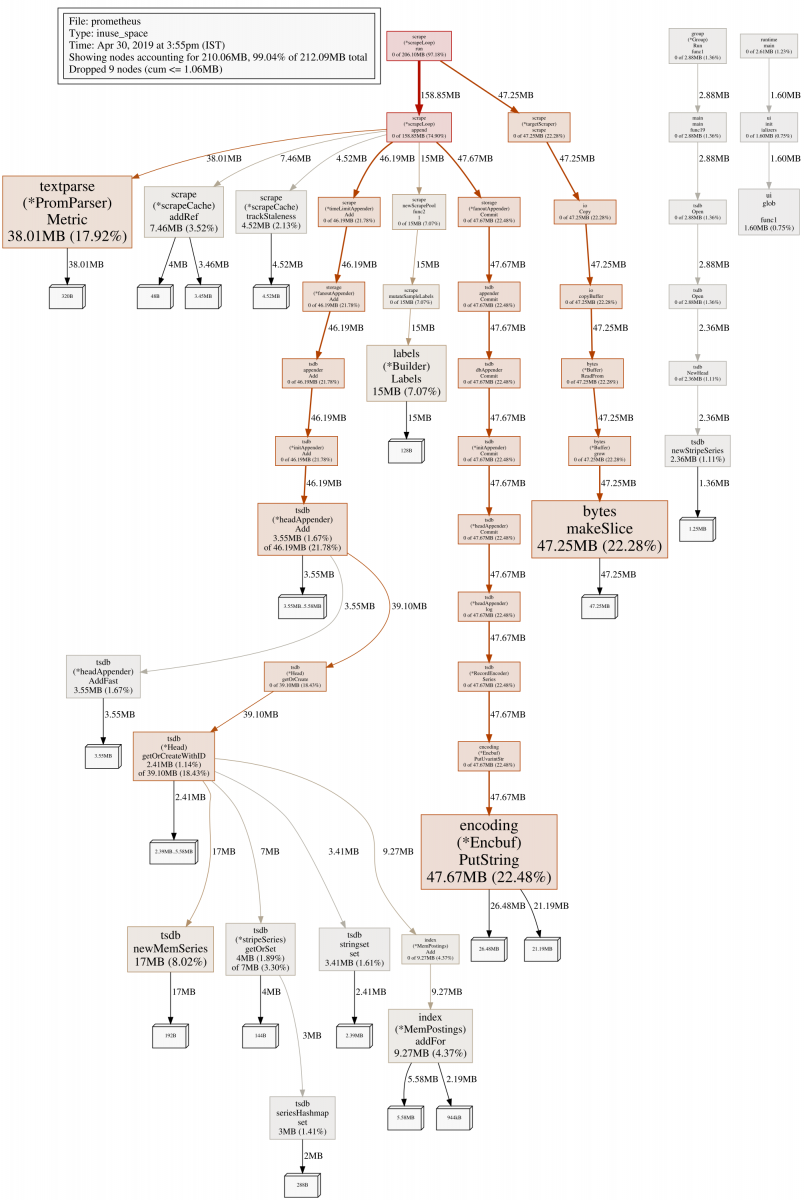 File: prometheus
Type: inuse_space
Time: Apr 30, 2019 at 3:55pm (IST)
Showing nodes accounting for 210.06MB, 99.04% of 212.09MB total
Dropped 9 nodes (cum <= 1.06MB)
scrape
(*scrapeLoop)
run
0 of 206.10MB (97.18%)
group
(*Group)
Run
func1
0 of 2.88MB (1.36%)
runtime
main
0 of 2.61MB (1.23%)
158.85MB
47.25MB
2.88MB
1.60MB
scrape
(*scrapeLoop)
append
0 of 158.85MB (74.90%)
scrape
(*targetScraper)
scrape
0 of 47.25MB (22.28%)
main
main
func19
0 of 2.88MB (1.36%)
ui
init
ializers
0 of 1.60MB (0.75%)
38.01MB
7.46MB
4.52MB
46.19MB
15MB
47.67MB
47.25MB
2.88MB
1.60MB
textparse
(*PromParser)
Metric
38.01MB (17.92%)
scrape
(*scrapeCache)
addRef
7.46MB (3.52%)
scrape
(*scrapeCache)
trackStaleness
4.52MB (2.13%)
scrape
(*timeLimitAppender)
Add
0 of 46.19MB (21.78%)
scrape
newScrapePool
func2
1
0 of 15MB (7.07%)
storage
(*fanoutAppender)
Commit
0 of 47.67MB (22.48%)
io
Copy
0 of 47.25MB (22.28%)
tsdb
Open
0 of 2.88MB (1.36%)
ui
glob
.
func1
1.60MB (0.75%)
38.01MB
4MB
3.46MB
4.52MB
46.19MB
15MB
47.67MB
47.25MB
2.88MB
320B
48B
3.45MB
4.52MB
storage
(*fanoutAppender)
Add
0 of 46.19MB (21.78%)
scrape
mutateSampleLabels
0 of 15MB (7.07%)
tsdb
appender
Commit
0 of 47.67MB (22.48%)
io
copyBuffer
0 of 47.25MB (22.28%)
tsdb
Open
0 of 2.88MB (1.36%)
46.19MB
15MB
47.67MB
47.25MB
2.36MB
tsdb
appender
Add
0 of 46.19MB (21.78%)
labels
(*Builder)
Labels
15MB (7.07%)
tsdb
dbAppender
Commit
0 of 47.67MB (22.48%)
bytes
(*Buffer)
ReadFrom
0 of 47.25MB (22.28%)
tsdb
NewHead
0 of 2.36MB (1.11%)
46.19MB
15MB
47.67MB
47.25MB
2.36MB
tsdb
(*initAppender)
Add
0 of 46.19MB (21.78%)
128B
tsdb
(*initAppender)
Commit
0 of 47.67MB (22.48%)
bytes
(*Buffer)
grow
0 of 47.25MB (22.28%)
tsdb
newStripeSeries
2.36MB (1.11%)
46.19MB
47.67MB
47.25MB
1.36MB
tsdb
(*headAppender)
Add
3.55MB (1.67%)
of 46.19MB (21.78%)
tsdb
(*headAppender)
Commit
0 of 47.67MB (22.48%)
bytes
makeSlice
47.25MB (22.28%)
1.25MB
3.55MB
3.55MB
39.10MB
47.67MB
47.25MB
3.55MB..5.58MB
tsdb
(*headAppender)
log
0 of 47.67MB (22.48%)
47.25MB
47.67MB
tsdb
(*headAppender)
AddFast
3.55MB (1.67%)
tsdb
(*Head)
getOrCreate
0 of 39.10MB (18.43%)
tsdb
(*RecordEncoder)
Series
0 of 47.67MB (22.48%)
3.55MB
39.10MB
47.67MB
3.55MB
tsdb
(*Head)
getOrCreateWithID
2.41MB (1.14%)
of 39.10MB (18.43%)
encoding
(*Encbuf)
PutUvarintStr
0 of 47.67MB (22.48%)
2.41MB
17MB
7MB
3.41MB
9.27MB
47.67MB
2.39MB..5.58MB
encoding
(*Encbuf)
PutString
47.67MB (22.48%)
26.48MB
21.19MB
tsdb
newMemSeries
17MB (8.02%)
tsdb
(*stripeSeries)
getOrSet
4MB (1.89%)
of 7MB (3.30%)
tsdb
stringset
set
3.41MB (1.61%)
index
(*MemPostings)
Add
0 of 9.27MB (4.37%)
26.48MB
21.19MB
17MB
4MB
3MB
2.41MB
9.27MB
192B
144B
2.39MB
index
(*MemPostings)
addFor
9.27MB (4.37%)
5.58MB
2.19MB
tsdb
seriesHashmap
set
3MB (1.41%)
5.58MB
944kB
2MB
288B